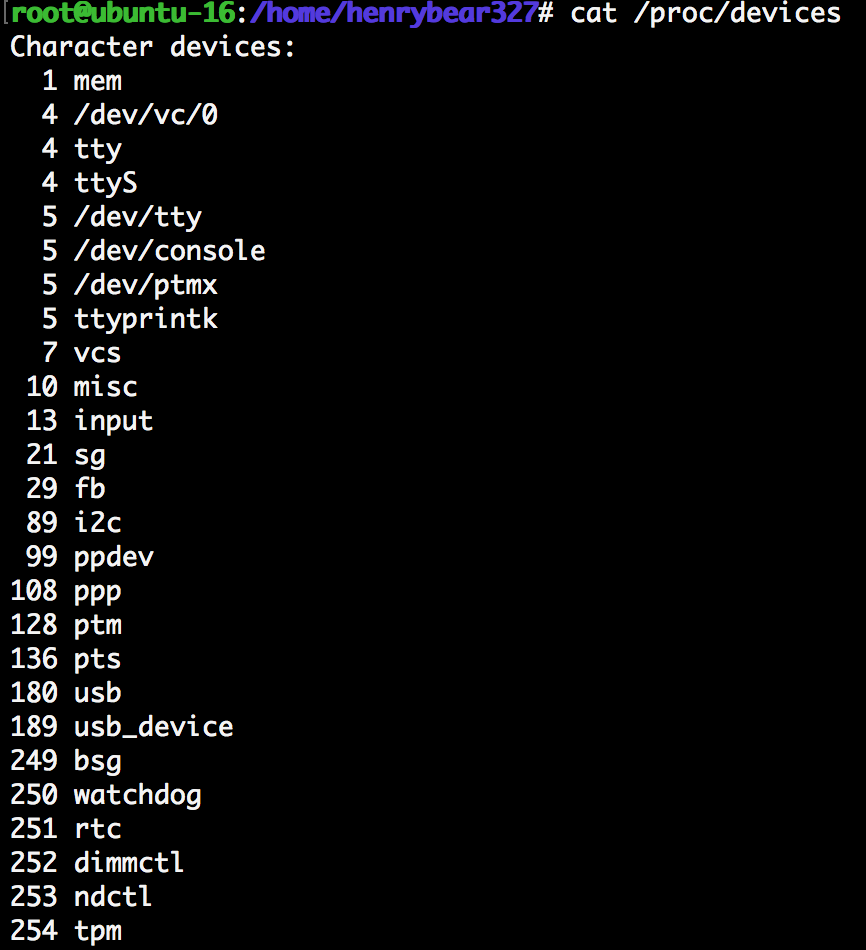 root@ubuntu-16:/home/henrybear327# cat /proc/devices
Character devices:
  1 mem
  4 /dev/vc/0
  4 tty
  4 ttyS
  5 /dev/tty
  5 /dev/console
  5 /dev/ptmx
  5 ttyprintk
  7 vcs
 10 misc
 13 input
 21 sg
 29 fb
 89 i2c
 99 ppdev
108 ppp
128 ptm
136 pts
180 usb
189 usb_device
249 bsg
250 watchdog
251 rtc
252 dimmctl
253 ndctl
254 tpm